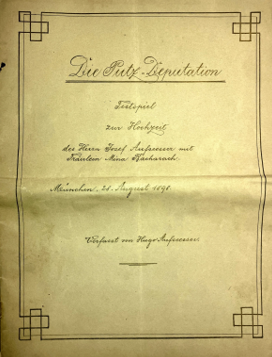 Die Putz-Deputation
Festspiel
zur Hochzeit
des Herrn Josef Aufseesser mit
Fräulein Nina Bacharach.
München, 21. August 1898.
Verfasst von Hugo Aufseesser.